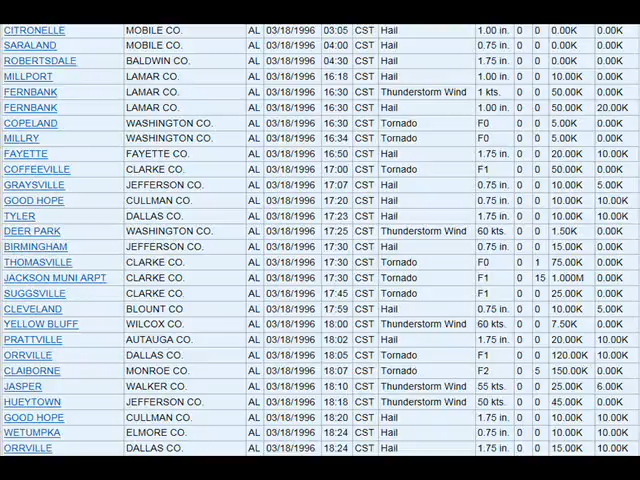 CITRONELLE MOBILE CO. AL 03/18/1996 03:05 CST Hail 1.00 in. 0 0 0.00K 0.00K
SARALAND MOBILE CO. AL 03/18/1996 04:00 CST Hail 0.75 in. 0 0 0.00K 0.00K
ROBERTSDALE BALDWIN CO. AL 03/18/1996 04:30 CST Hail 1.75 in. 0 0 0.00K 0.00K
MILLPORT LAMAR CO. AL 03/18/1996 16:18 CST Hail 1.00 in. 0 0 10.00K 0.00K
FERNBANK LAMAR CO. AL 03/18/1996 16:30 CST Thunderstorm Wind 1 kts. 0 0 50.00K 0.00K
FERNBANK LAMAR CO. AL 03/18/1996 16:30 CST Hail 1.00 in. 0 0 50.00K 20.00K
COPELAND WASHINGTON CO. AL 03/18/1996 16:30 CST Tornado F0 0 0 5.00K 0.00K
MILLRY WASHINGTON CO. AL 03/18/1996 16:34 CST Tornado F0 0 0 5.00K 0.00K
FAYETTE FAYETTE CO. AL 03/18/1996 16:50 CST Hail 1.75 in. 0 0 20.00K 10.00K
COFFEEVILLE CLARKE CO. AL 03/18/1996 17:00 CST Tornado F1 0 0 50.00K 0.00K
GRAYSVILLE JEFFERSON CO. AL 03/18/1996 17:07 CST Hail 0.75 in. 0 0 10.00K 5.00K
GOOD HOPE CULLMAN CO. AL 03/18/1996 17:20 CST Hail 0.75 in. 0 0 10.00K 10.00K
TYLER DALLAS CO. AL 03/18/1996 17:23 CST Hail 1.75 in. 0 0 10.00K 10.00K
DEER PARK WASHINGTON CO. AL 03/18/1996 17:25 CST Thunderstorm Wind 60 kts. 0 0 1.50K 0.00K
BIRMINGHAM JEFFERSON CO. AL 03/18/1996 17:30 CST Hail 0.75 in. 0 0 15.00K 0.00K
THOMASVILLE CLARKE CO. AL 03/18/1996 17:30 CST Tornado F0 0 1 75.00K 0.00K
JACKSON MUNI ARPT CLARKE CO. AL 03/18/1996 17:30 CST Tornado F1 0 15 1.000M 0.00K
SUGGSVILLE CLARKE CO. AL 03/18/1996 17:45 CST Tornado F1 0 0 25.00K 0.00K
CLEVELAND BLOUNT CO AL 03/18/1996 17:59 CST Hail 0.75 in. 0 0 10.00K 5.00K
YELLOW BLUFF WILCOX CO. AL 03/18/1996 18:00 CST Thunderstorm Wind 60 kts. 0 0 7.50K 0.00K
PRATTVILLE AUTAUGA CO. AL 03/18/1996 18:02 CST Hail 1.75 in. 0 0 20.00K 10.00K
ORRVILLE DALLAS CO. AL 03/18/1996 18:05 CST Tornado F1 0 0 120.00K 10.00K
CLAIBORNE MONROE CO. AL 03/18/1996 18:07 CST Tornado F2 0 5 150.00K 0.00K
JASPER WALKER CO. AL 03/18/1996 18:10 CST Thunderstorm Wind 55 kts. 0 0 25.00K 6.00K
HUEYTOWN JEFFERSON CO. AL 03/18/1996 18:18 CST Thunderstorm Wind 50 kts. 0 0 45.00K 0.00K
GOOD HOPE CULLMAN CO. AL 03/18/1996 18:20 CST Hail 1.75 in. 0 0 10.00K 10.00K
WETUMPKA ELMORE CO. AL 03/18/1996 18:24 CST Hail 0.75 in. 0 0 10.00K 0.00K
ORRVILLE DALLAS CO. AL 03/18/1996 18:24 CST Hail 1.75 in. 0 0 15.00K 10.00K